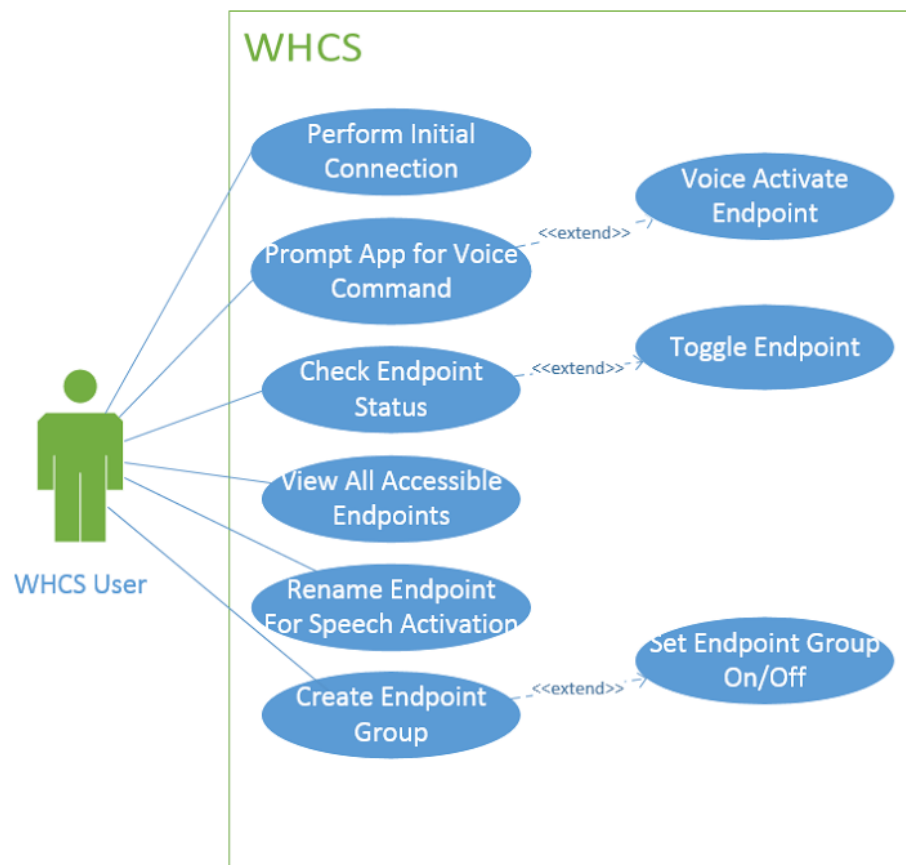 WHCS
Perform Initial
Connection
Voice Activate
Endpoint
<<extend>>
Prompt App for Voice
Command
Toggle Endpoint
<<extend>>
Check Endpoint
Status
View All Accessible
Endpoints
WHCS User
Rename Endpoint
For Speech Activation
Set Endpoint Group
On/Off
<<extend>>
Create Endpoint
Group